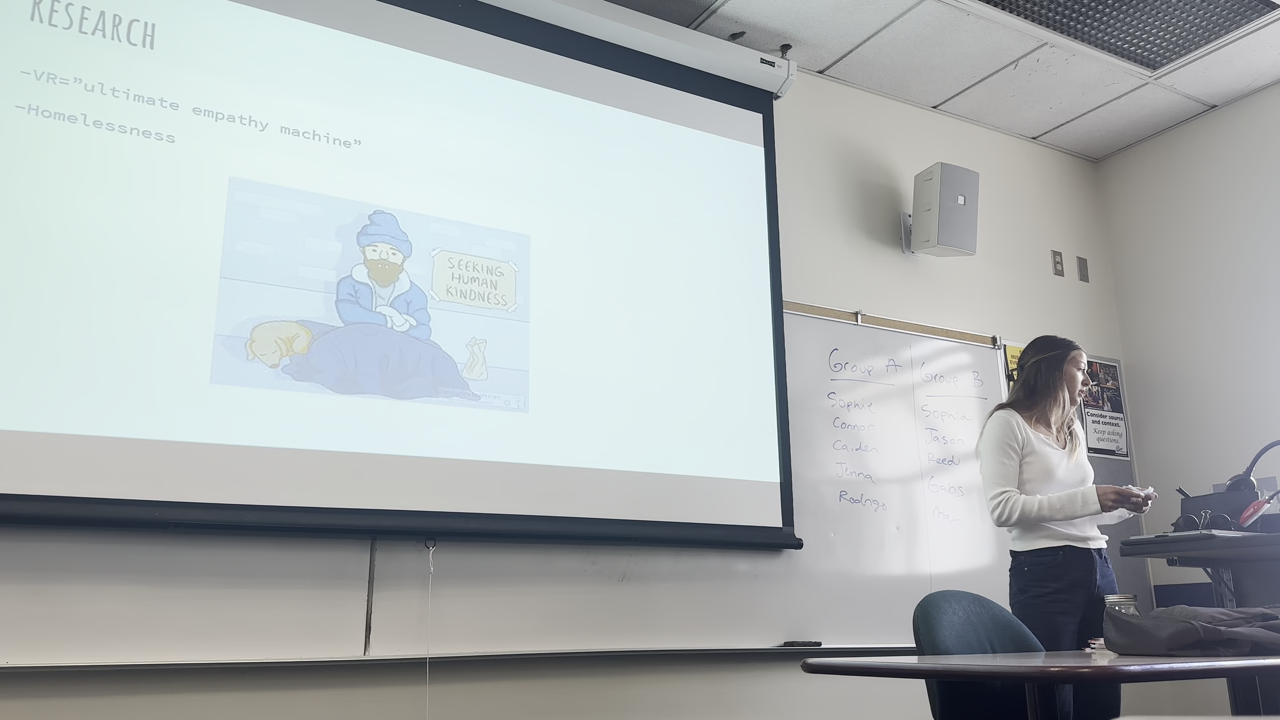 RESEARCH
-VR="ultimate empathy machine"
-Homelessness
SEEKING
HUMAN
KINDNESS
Group A
Sophie
Connor
Caiden
Jenna
Rodrigo
Group B
Sophia
Jason
Reed
Gabs
Consider source
and context.
Keep asking
questions.